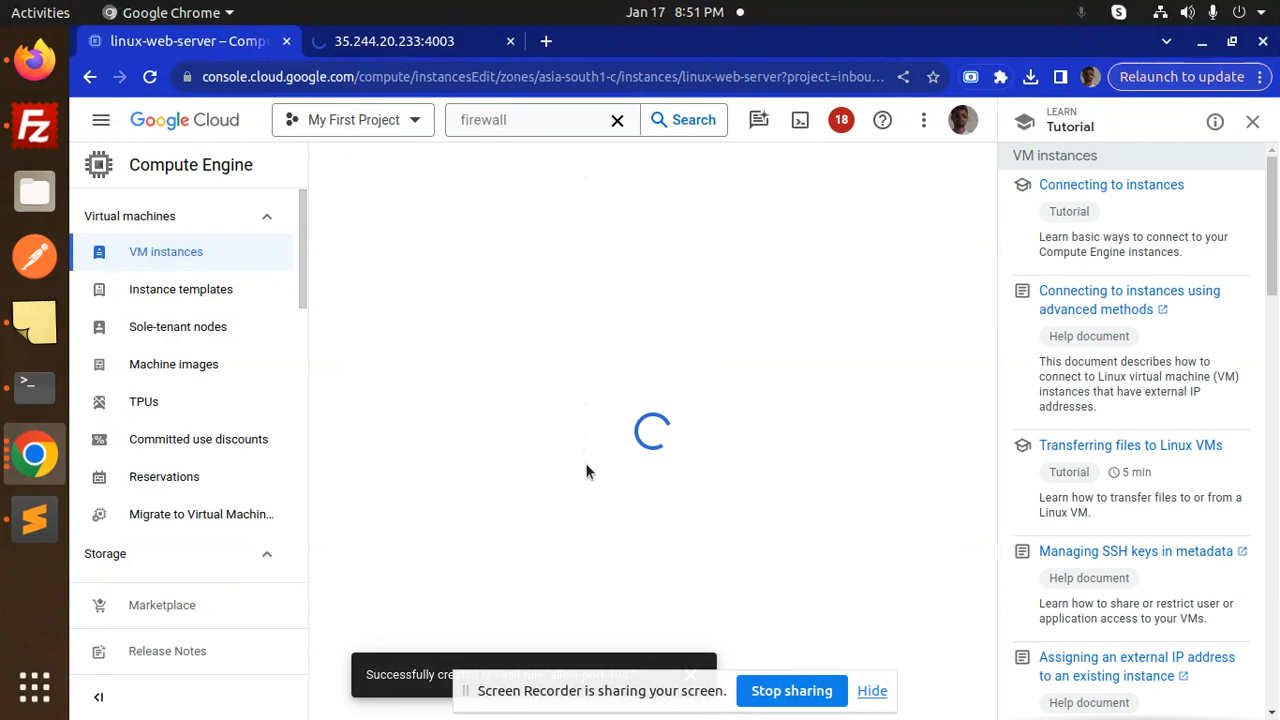 Activities
Google Chrome
Jan 17 8:51 PM
linux-web-server – Comp
35.244.20.233:4003
console.cloud.google.com/compute/instancesEdit/zones/asia-south1-c/instances/linux-web-server?project=inbou...
Relaunch to update
Google Cloud
My First Project
firewall
Search
18
LEARN
Tutorial
Compute Engine
Virtual machines
VM instances
Instance templates
Sole-tenant nodes
Machine images
TPUs
Committed use discounts
Reservations
Migrate to Virtual Machin...
Storage
Marketplace
Release Notes
VM instances
Connecting to instances
Tutorial
Learn basic ways to connect to your
Compute Engine instances.
Connecting to instances using
advanced methods
Help document
This document describes how to
connect to Linux virtual machine (VM)
instances that have external IP
addresses.
Transferring files to Linux VMs
Tutorial
5 min
Learn how to transfer files to or from a
Linux VM.
Managing SSH keys in metadata
Help document
Learn how to share or restrict user or
application access to your VMs.
Assigning an external IP address
to an existing instance
Help document
Successfully created firewall rule
Screen Recorder is sharing your screen.
Stop sharing
Hide